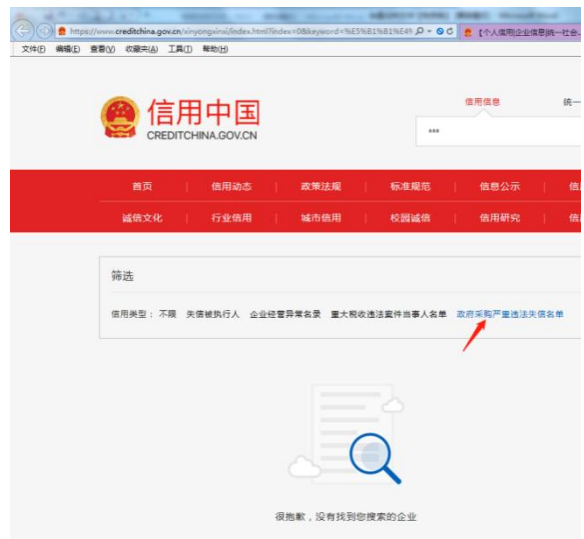 https://www.creditchina.gov.cn/xinyongxinxi/index.html?index=0&keyword=%E5%B1%B1%E4%
【个人信用|企业信息|统一社会...
文件(F) 编辑(E) 查看(V) 收藏夹(A) 工具(T) 帮助(H)
信用中国
CREDITCHINA.GOV.CN
信用信息 统一
***
首页 | 信用动态 | 政策法规 | 标准规范 | 信息公示 | 信
诚信文化 | 行业信用 | 城市信用 | 校园诚信 | 信用研究 | 信
筛选
信用类型： 不限 失信被执行人 企业经营异常名录 重大税收违法案件当事人名单 政府采购严重违法失信名单
很抱歉，没有找到您搜索的企业